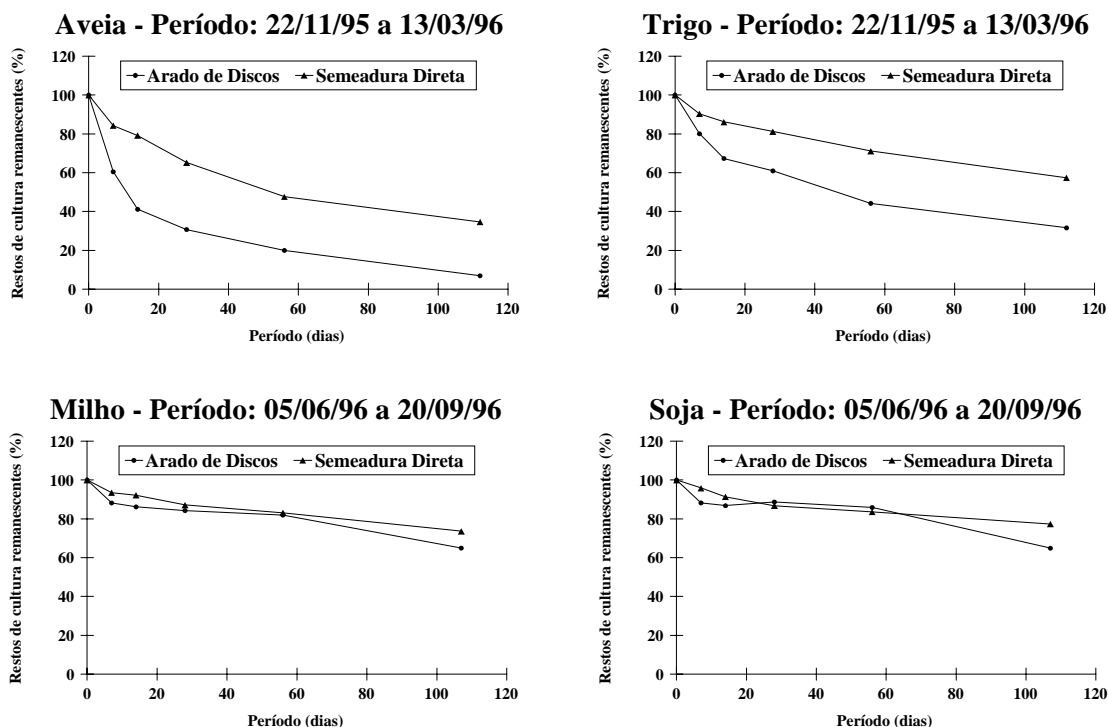 Aveia - Período: 22/11/95 a 13/03/96
Restos de cultura remanescentes (%)
120
100
80
60
40
20
0
Arado de Discos Semeadura Direta
0 20 40 60 80 100 120
Período (dias)
Trigo - Período: 22/11/95 a 13/03/96
Restos de cultura remanescentes (%)
120
100
80
60
40
20
0
Arado de Discos Semeadura Direta
0 20 40 60 80 100 120
Período (dias)
Milho - Período: 05/06/96 a 20/09/96
Restos de cultura remanescentes (%)
120
100
80
60
40
20
0
Arado de Discos Semeadura Direta
0 20 40 60 80 100 120
Período (dias)
Soja - Período: 05/06/96 a 20/09/96
Restos de cultura remanescentes (%)
120
100
80
60
40
20
0
Arado de Discos Semeadura Direta
0 20 40 60 80 100 120
Período (dias)